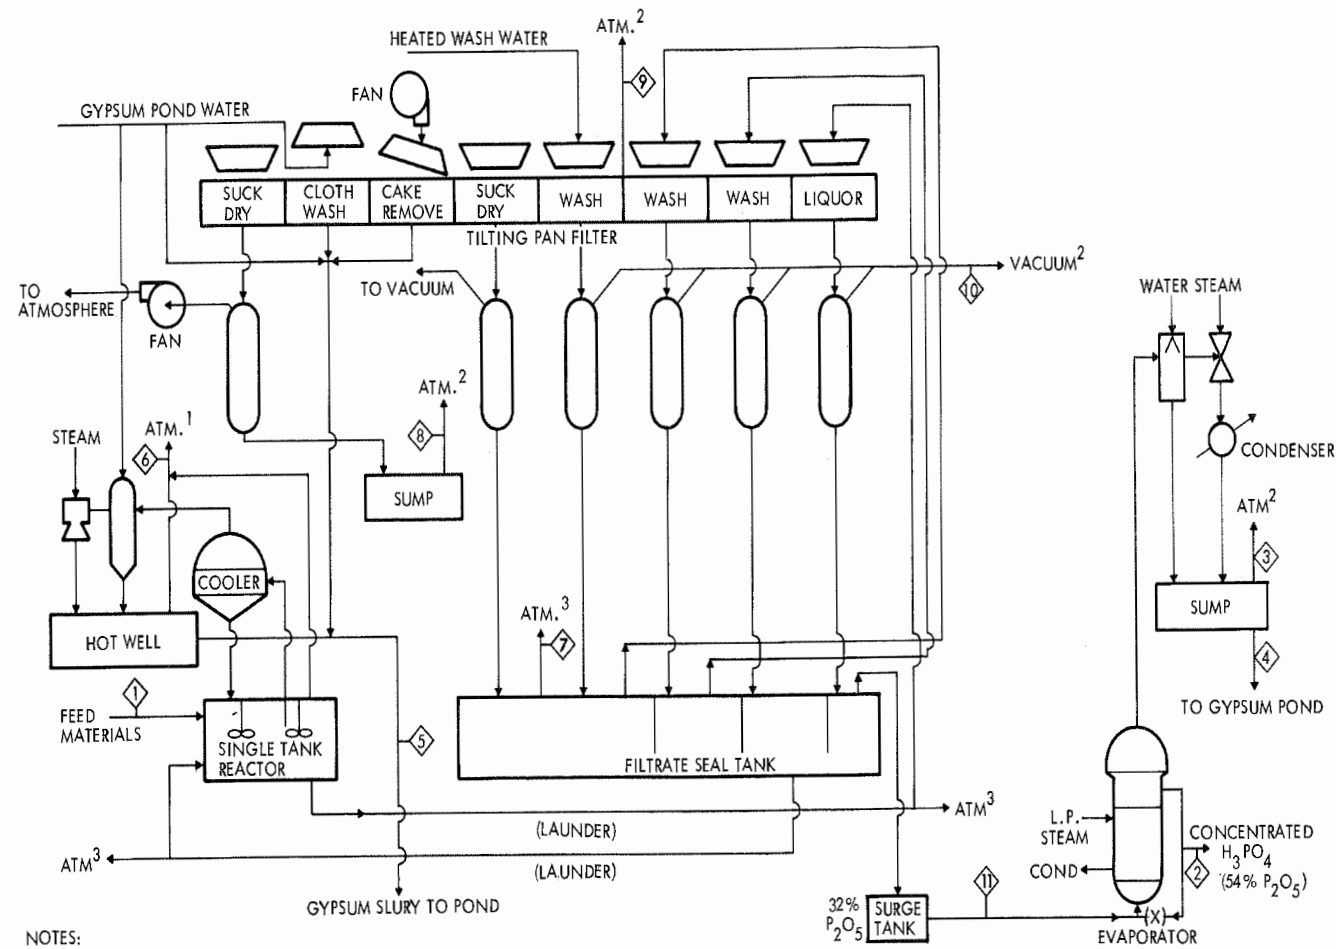 ATM.2
HEATED WASH WATER
9
FAN
GYPSUM POND WATER
SUCK DRY
CLOTH WASH
CAKE REMOVE
SUCK DRY
WASH
WASH
WASH
LIQUOR
TILTING PAN FILTER
VACUUM2
10
TO VACUUM
TO ATMOSPHERE
FAN
WATER STEAM
ATM.2
8
ATM.1
6
STEAM
SUMP
CONDENSER
ATM2
3
COOLER
SUMP
4
TO GYPSUM POND
ATM.3
7
HOT WELL
1
FEED MATERIALS
SINGLE TANK REACTOR
5
FILTRATE SEAL TANK
(LAUNDER)
ATM3
ATM3
(LAUNDER)
L.P. STEAM
COND
CONCENTRATED
H3PO4
2
(54% P2O5)
GYPSUM SLURY TO POND
32% P2O5
SURGE TANK
11
(X)
EVAPORATOR
NOTES: